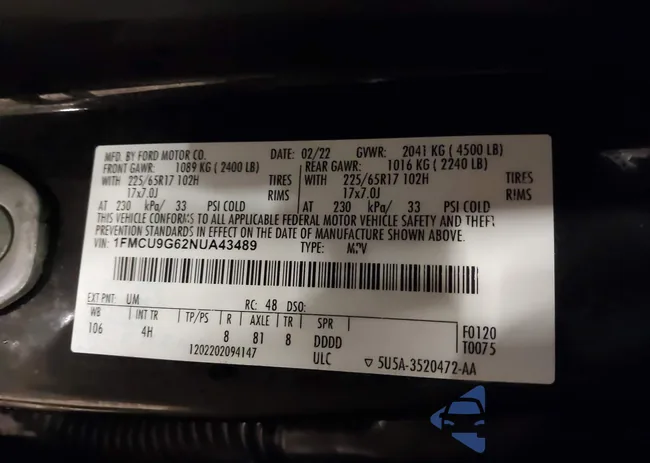 MFD. BY FORD MOTOR CO. 02/22 GVWR: 2041 KG ( 4500 LB)
FRONT GAWR: 1089 KG ( 2400 LB) REAR GAWR: 1016 KG ( 2240 LB)
WITH 225/65R17 102H TIRES WITH 225/65R17 102H TIRES
17x7.0J RIMS 17x7.0J RIMS
AT 230 kPa/ 33 PSI COLD AT 230 kPa/ 33 PSI COLD
THIS VEHICLE CONFORMS TO ALL APPLICABLE FEDERAL MOTOR VEHICLE SAFETY AND THEFT
PREVENTION STANDARDS IN EFFECT ON THE DATE OF MANUFACTURE SHOWN ABOVE.
VIN: 1FMCU9G62NUA43489 TYPE: MPV
EXT PNT: UM RC: 48 DSO:
WB INT TR TP/PS R AXLE TR SPR
106 4H 8 81 8 DDDD F0120
1202202094147 ULC T0075
▽ 5U5A-3520472-AA